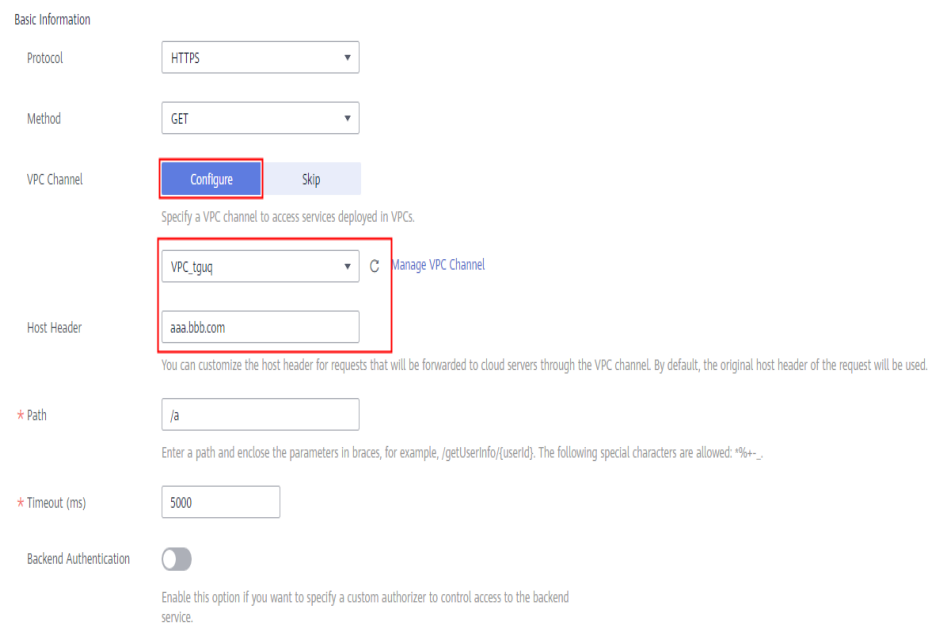 Basic Information
Protocol
HTTPS
Method
GET
VPC Channel
Configure
Skip
Specify a VPC channel to access services deployed in VPCs.
VPC_tguq
Manage VPC Channel
Host Header
aaa.bbb.com
You can customize the host header for requests that will be forwarded to cloud servers through the VPC channel. By default, the original host header of the request will be used.
* Path
/a
Enter a path and enclose the parameters in braces, for example, /getUserInfo/{userId}. The following special characters are allowed: *%+-_.
* Timeout (ms)
5000
Backend Authentication
Enable this option if you want to specify a custom authorizer to control access to the backend
service.